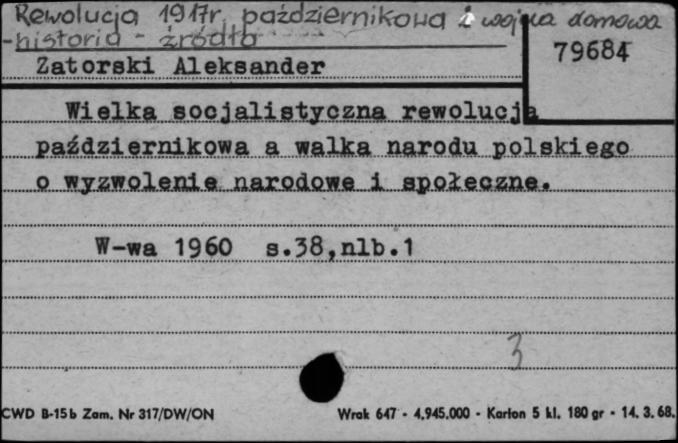 Rewolucja 1917r. październikowa i wojna domowa
-historia - źródła
79684
Zatorski Aleksander
Wielka socjalistyczna rewolucja
październikowa a walka narodu polskiego
o wyzwolenie narodowe i społeczne.
W-wa 1960 s.38,nlb.1
3
CWD B-15b Zam. Nr 317/DW/ON Wrak 647 - 4,945.000 - Karton 5 kl. 180 gr - 14. 3. 68.